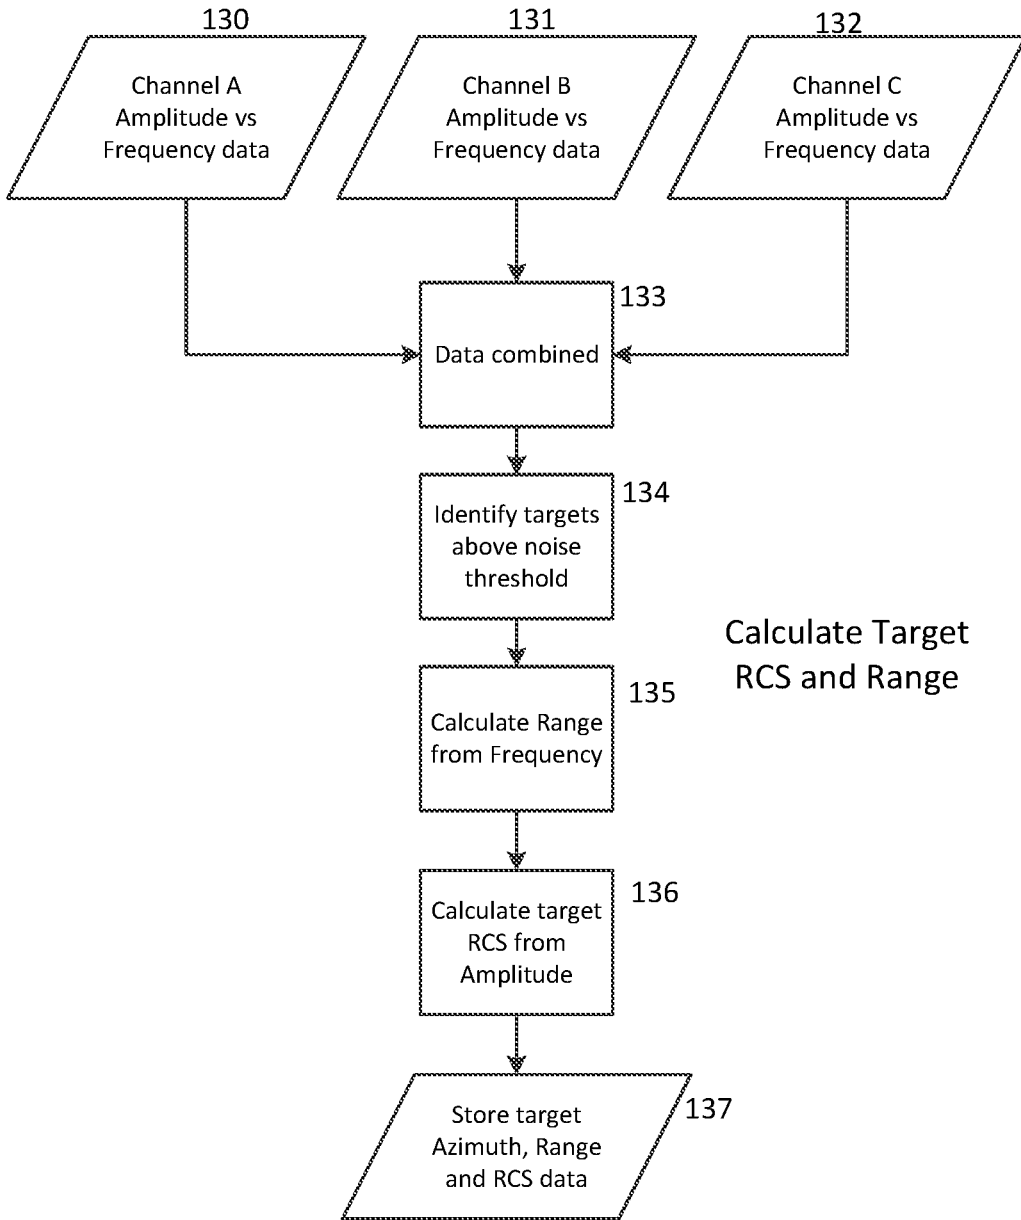 130
131
132
Channel A
Amplitude vs
Frequency data
Channel B
Amplitude vs
Frequency data
Channel C
Amplitude vs
Frequency data
133
Data combined
134
Identify targets
above noise
threshold
Calculate Target
RCS and Range
135
Calculate Range
from Frequency
136
Calculate target
RCS from
Amplitude
137
Store target
Azimuth, Range
and RCS data